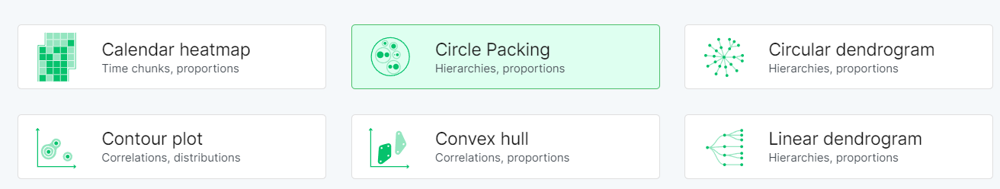 Calendar heatmap
Time chunks, proportions
Circle Packing
Hierarchies, proportions
Circular dendrogram
Hierarchies, proportions
Contour plot
Correlations, distributions
Convex hull
Correlations, proportions
Linear dendrogram
Hierarchies, proportions